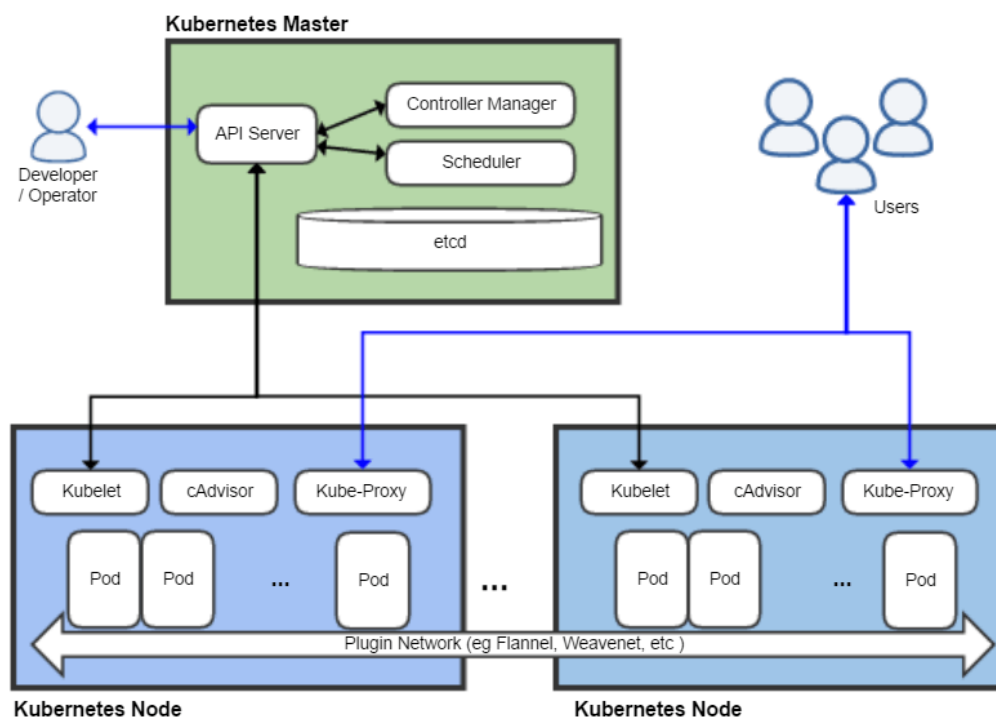 Kubernetes Master
Controller Manager
API Server
Scheduler
etcd
Developer
/ Operator
Users
Kubelet
cAdvisor
Kube-Proxy
Pod
Pod
...
Pod
...
Kubelet
cAdvisor
Kube-Proxy
Pod
Pod
...
Pod
Plugin Network (eg Flannel, Weavenet, etc )
Kubernetes Node
Kubernetes Node